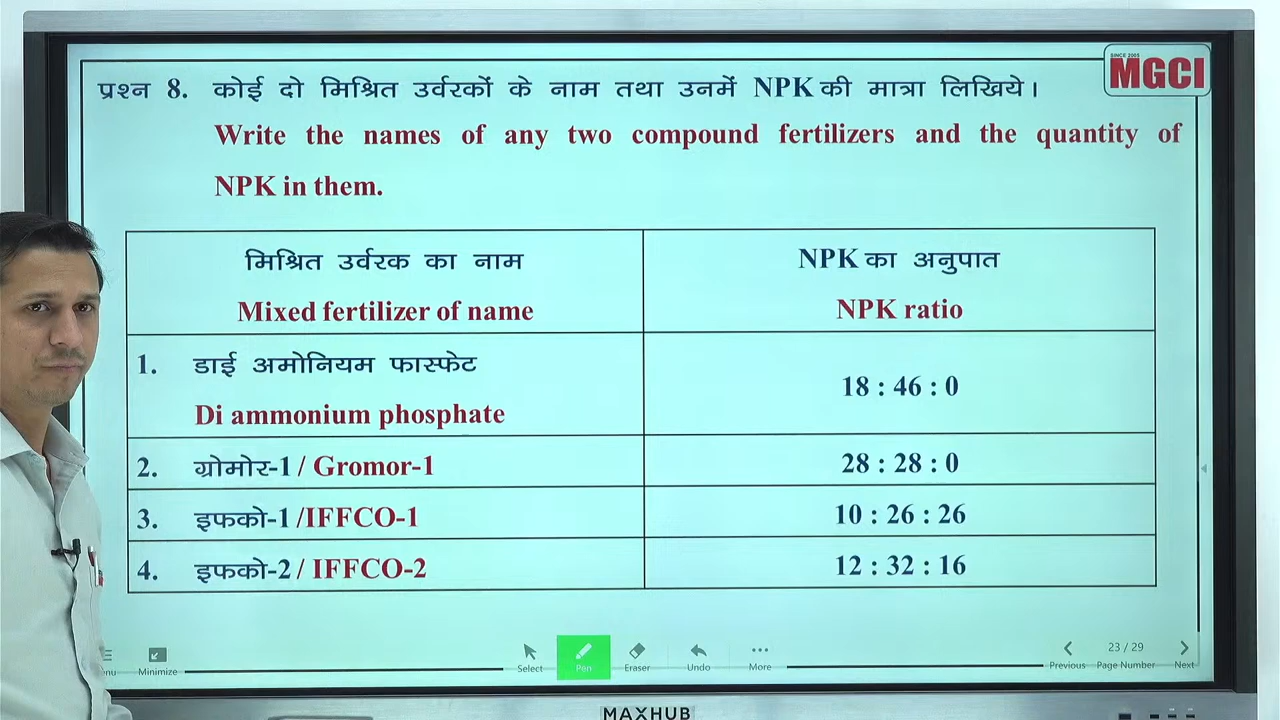 SINCE 2005
MGCI
प्रश्न 8. कोई दो मिश्रित उर्वरकों के नाम तथा उनमें NPK की मात्रा लिखिये।
Write the names of any two compound fertilizers and the quantity of
NPK in them.
मिश्रित उर्वरक का नाम
Mixed fertilizer of name
NPK का अनुपात
NPK ratio
1. डाई अमोनियम फास्फेट
Di ammonium phosphate
18 : 46 : 0
2. ग्रोमोर-1 / Gromor-1
28 : 28 : 0
3. इफको-1 /IFFCO-1
10 : 26 : 26
4. इफको-2 / IFFCO-2
12 : 32 : 16
Minimize
Select
Pen
Eraser
Undo
More
Previous
23 / 29
Page Number
Next
MAXHUB